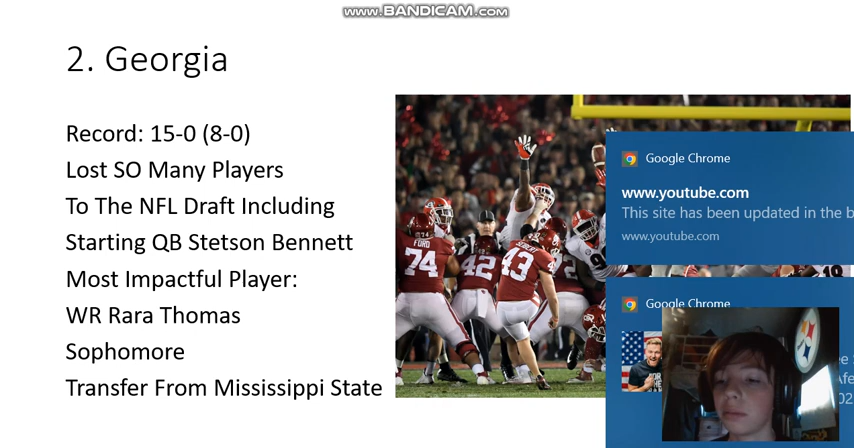 www.BANDICAM.com
2. Georgia
Record: 15-0 (8-0)
Lost SO Many Players
To The NFL Draft Including
Starting QB Stetson Bennett
Most Impactful Player:
WR Rara Thomas
Sophomore
Transfer From Mississippi State
FORD
74
42
SEIBERT
43
Google Chrome
www.youtube.com
This site has been updated in the b
www.youtube.com
Google Chrome